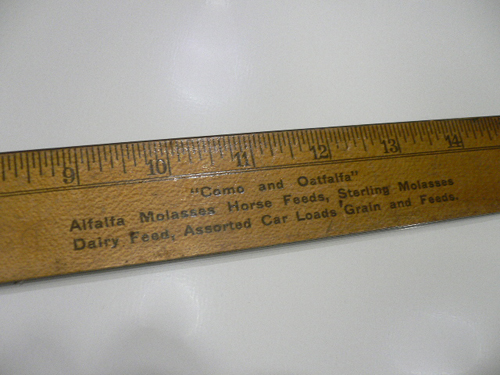 9 10 11 12 13 14
"Como and Oatfalfa"
Alfalfa Molasses Horse Feeds, Sterling Molasses
Dairy Feed, Assorted Car Loads Grain and Feeds.